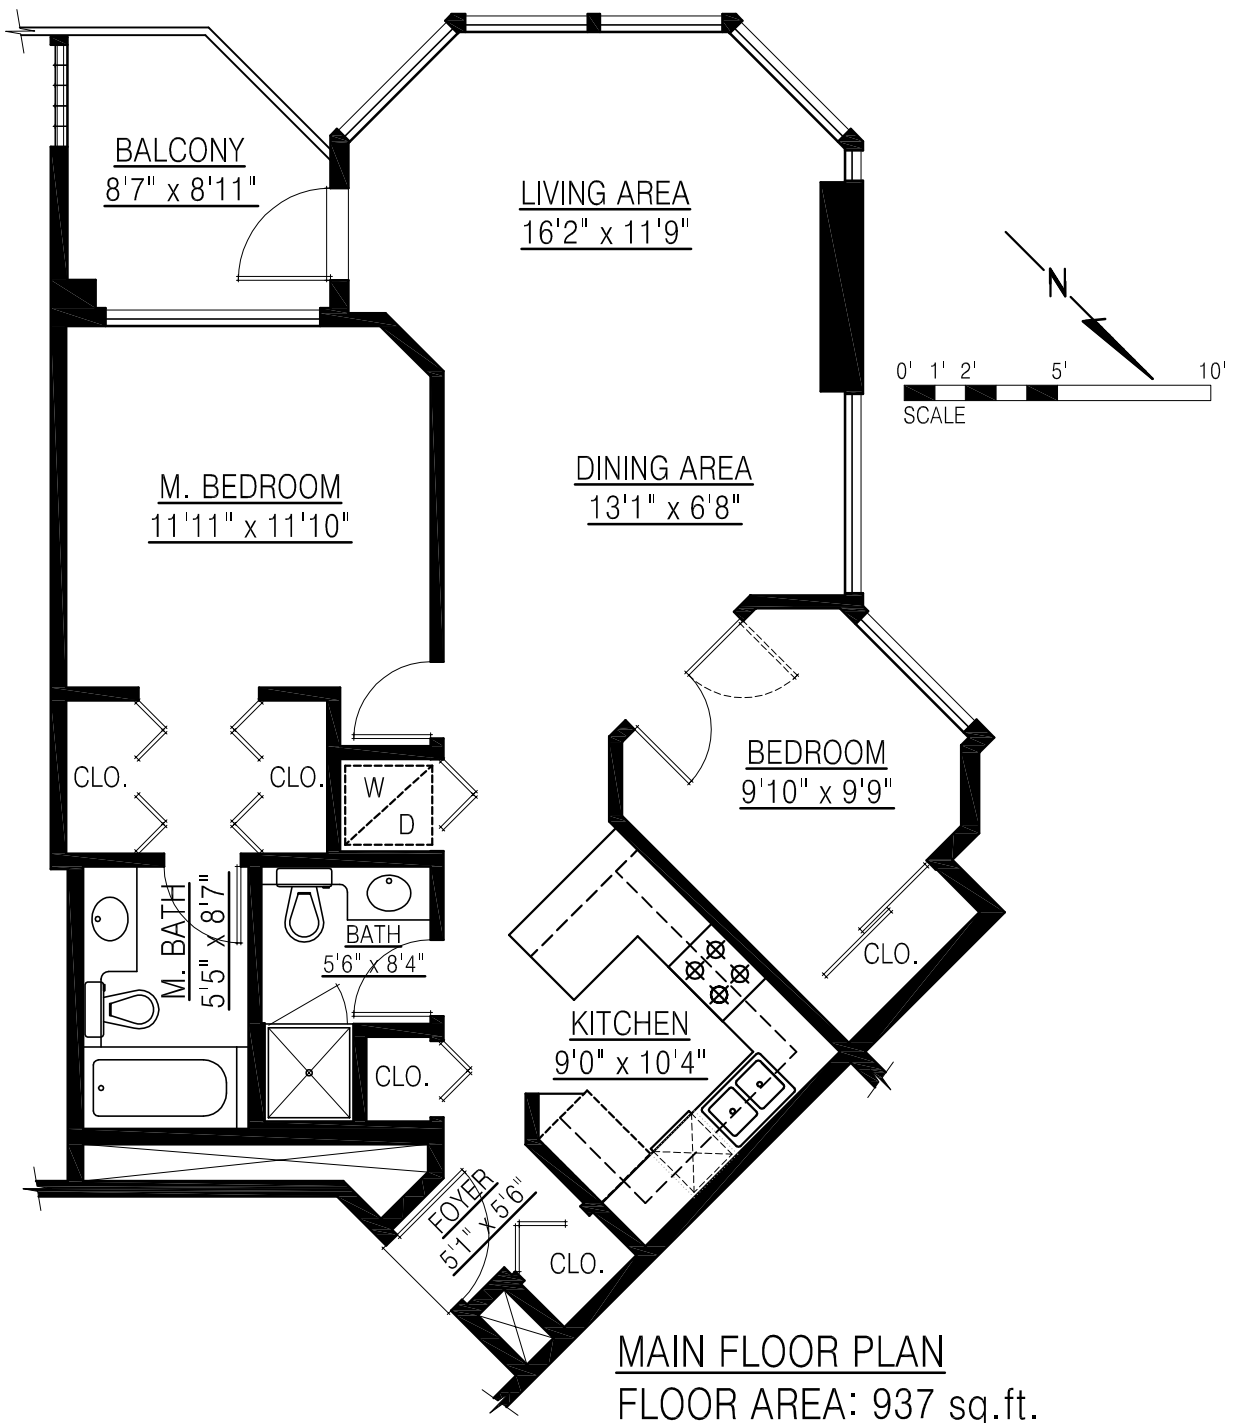 BALCONY
8'7" x 8'11"
LIVING AREA
16'2" x 11'9"
N
0' 1' 2' 5' 10'
SCALE
M. BEDROOM
11'11" x 11'10"
DINING AREA
13'1" x 6'8"
BEDROOM
9'10" x 9'9"
CLO.
CLO.
W
D
M. BATH
5'5" x 8'7"
BATH
5'6" x 8'4"
CLO.
KITCHEN
9'0" x 10'4"
CLO.
FOYER
5'1" x 5'6"
CLO.
MAIN FLOOR PLAN
FLOOR AREA: 937 sq.ft.